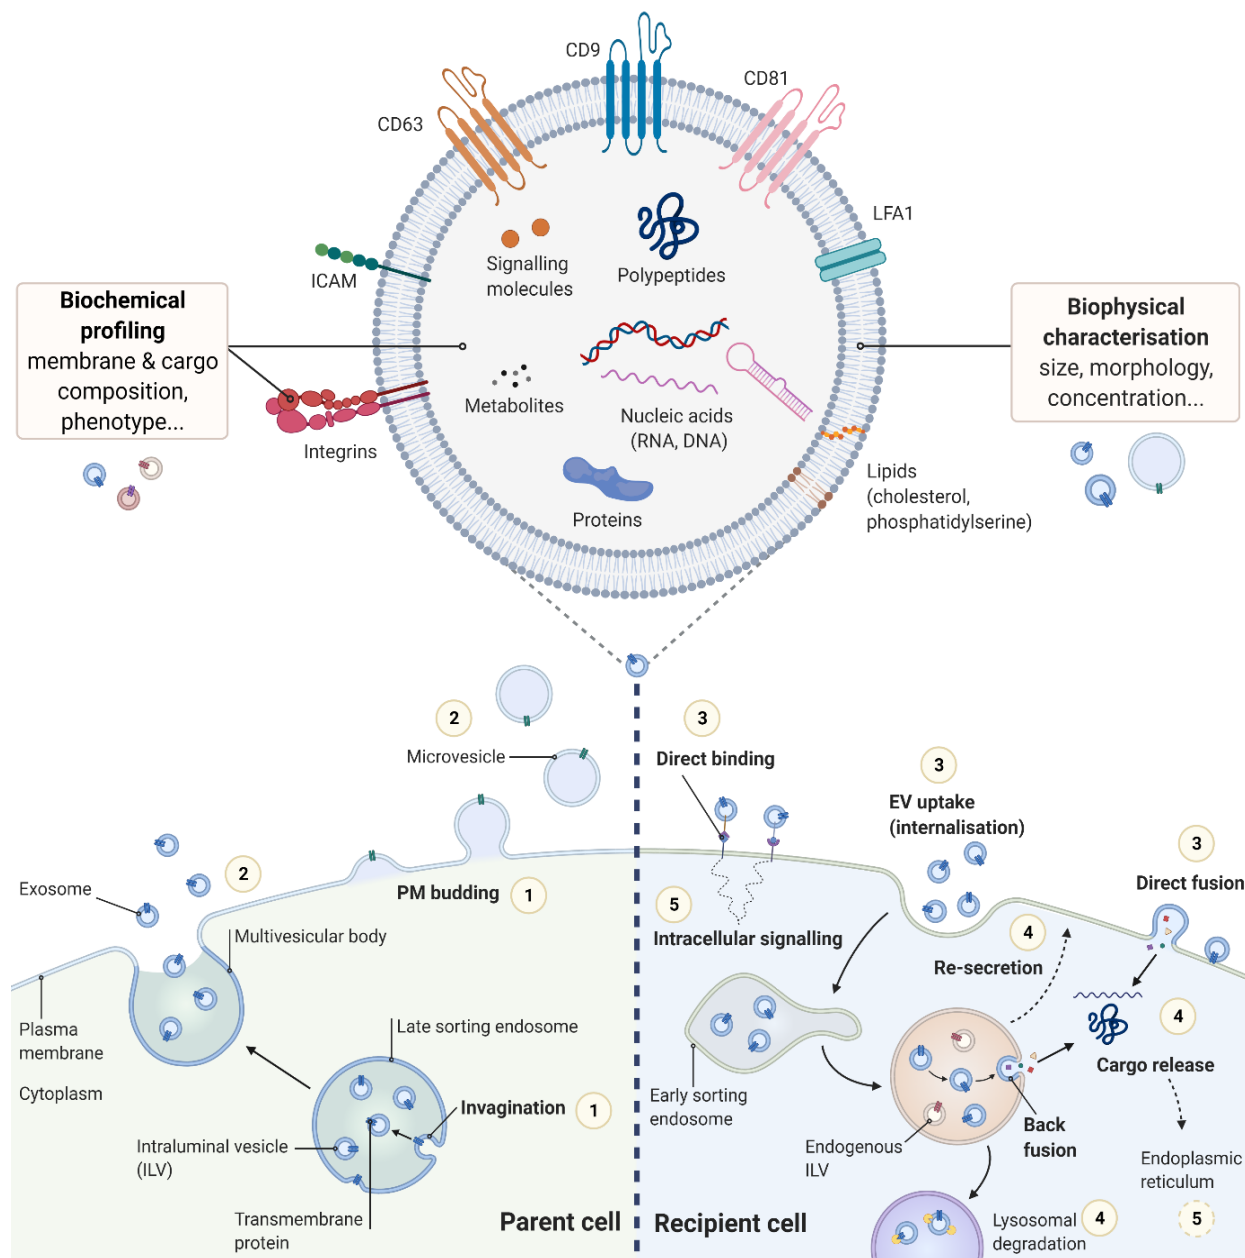 CD9
CD81
CD63
LFA1
Signalling
molecules
Polypeptides
ICAM
Biochemical
profiling
membrane & cargo
composition,
phenotype...
Biophysical
characterisation
size, morphology,
concentration...
Metabolites
Nucleic acids
(RNA, DNA)
Integrins
Lipids
(cholesterol,
phosphatidylserine)
Proteins
2
Microvesicle
3
Direct binding
3
EV uptake
(internalisation)
3
Direct fusion
2
Exosome
PM budding
1
Multivesicular body
5
Intracellular signalling
4
Re-secretion
Plasma
membrane
Cytoplasm
Late sorting endosome
4
Cargo release
Invagination
1
Early sorting
endosome
Intraluminal vesicle
(ILV)
Endogenous
ILV
Back
fusion
Endoplasmic
reticulum
5
Transmembrane
protein
Parent cell
Recipient cell
Lysosomal
degradation
4